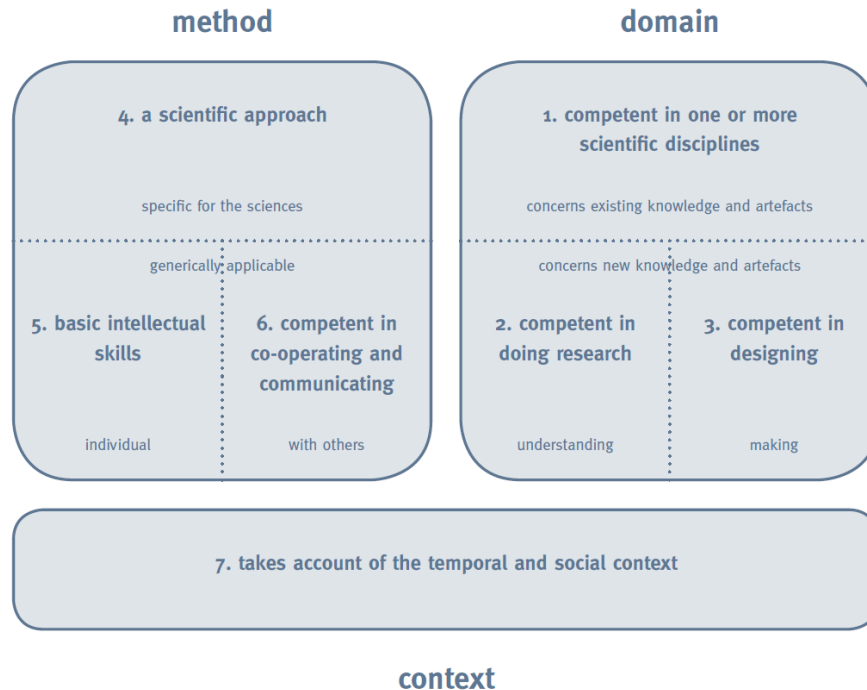 method
domain
4. a scientific approach
specific for the sciences
generically applicable
5. basic intellectual
skills
individual
6. competent in
co-operating and
communicating
with others
1. competent in one or more
scientific disciplines
concerns existing knowledge and artefacts
concerns new knowledge and artefacts
2. competent in
doing research
understanding
3. competent in
designing
making
7. takes account of the temporal and social context
context